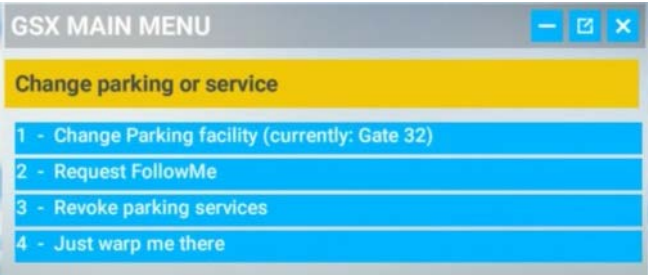 GSX MAIN MENU
Change parking or service
1 - Change Parking facility (currently: Gate 32)
2 - Request FollowMe
3 - Revoke parking services
4 - Just warp me there